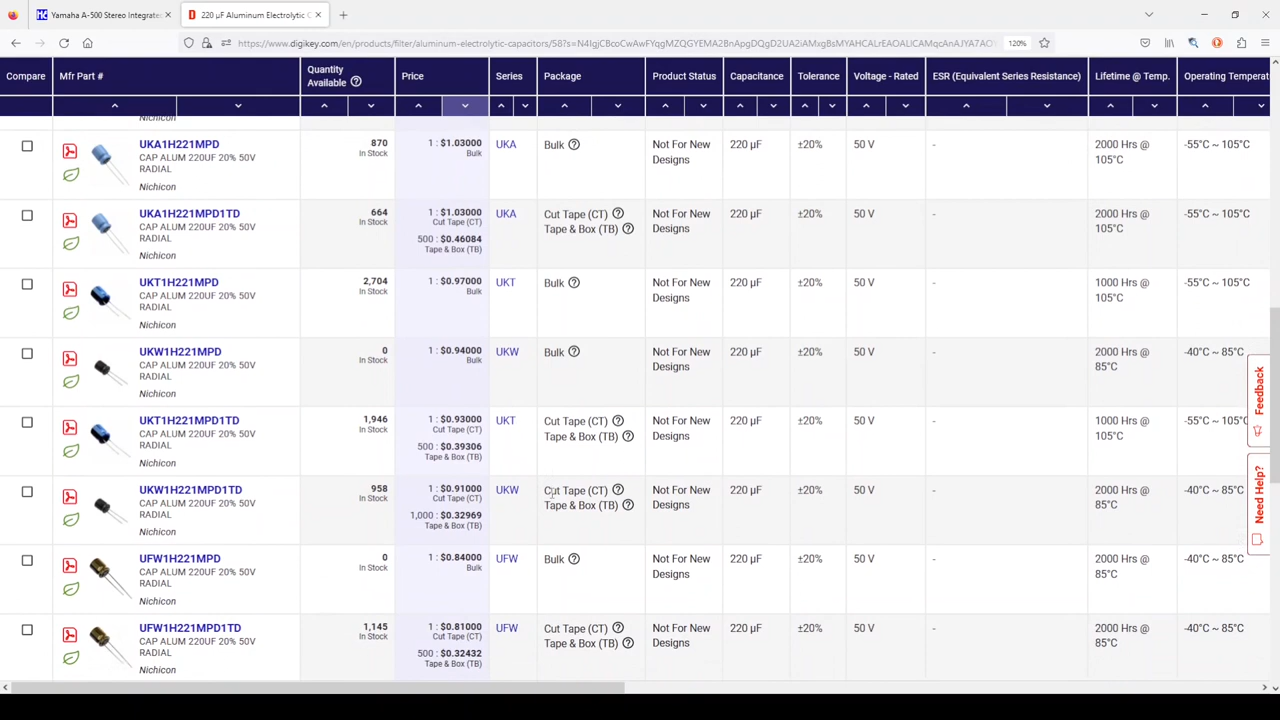 Yamaha A-500 Stereo Integrate
220 µF Aluminum Electrolytic C
https://www.digikey.com/en/products/filter/aluminum-electrolytic-capacitors/58?s=
120%
Compare
Mfr Part #
Quantity
Available
Price
Series
Package
Product Status
Capacitance
Tolerance
Voltage - Rated
ESR (Equivalent Series Resistance)
Lifetime @ Temp.
Operating Temperat
Nichicon
UKA1H221MPD
CAP ALUM 220UF 20% 50V
RADIAL
Nichicon
870
In Stock
1 : $1.03000
Bulk
UKA
Bulk
Not For New
Designs
220 µF
±20%
50 V
-
2000 Hrs @
105°C
-55°C ~ 105°C
UKA1H221MPD1TD
CAP ALUM 220UF 20% 50V
RADIAL
Nichicon
664
In Stock
1 : $1.03000
Cut Tape (CT)
500 : $0.46084
Tape & Box (TB)
UKA
Cut Tape (CT)
Tape & Box (TB)
Not For New
Designs
220 µF
±20%
50 V
-
2000 Hrs @
105°C
-55°C ~ 105°C
UKT1H221MPD
CAP ALUM 220UF 20% 50V
RADIAL
Nichicon
2,704
In Stock
1 : $0.97000
Bulk
UKT
Bulk
Not For New
Designs
220 µF
±20%
50 V
-
1000 Hrs @
105°C
-55°C ~ 105°C
UKW1H221MPD
CAP ALUM 220UF 20% 50V
RADIAL
Nichicon
0
In Stock
1 : $0.94000
Bulk
UKW
Bulk
Not For New
Designs
220 µF
±20%
50 V
-
2000 Hrs @
85°C
-40°C ~ 85°C
UKT1H221MPD1TD
CAP ALUM 220UF 20% 50V
RADIAL
Nichicon
1,946
In Stock
1 : $0.93000
Cut Tape (CT)
500 : $0.39306
Tape & Box (TB)
UKT
Cut Tape (CT)
Tape & Box (TB)
Not For New
Designs
220 µF
±20%
50 V
-
1000 Hrs @
105°C
-55°C ~ 105°C
UKW1H221MPD1TD
CAP ALUM 220UF 20% 50V
RADIAL
Nichicon
958
In Stock
1 : $0.91000
Cut Tape (CT)
1,000 : $0.32969
Tape & Box (TB)
UKW
Cut Tape (CT)
Tape & Box (TB)
Not For New
Designs
220 µF
±20%
50 V
-
2000 Hrs @
85°C
-40°C ~ 85°C
UFW1H221MPD
CAP ALUM 220UF 20% 50V
RADIAL
Nichicon
0
In Stock
1 : $0.84000
Bulk
UFW
Bulk
Not For New
Designs
220 µF
±20%
50 V
-
2000 Hrs @
85°C
-40°C ~ 85°C
UFW1H221MPD1TD
CAP ALUM 220UF 20% 50V
RADIAL
Nichicon
1,145
In Stock
1 : $0.81000
Cut Tape (CT)
500 : $0.32432
Tape & Box (TB)
UFW
Cut Tape (CT)
Tape & Box (TB)
Not For New
Designs
220 µF
±20%
50 V
-
2000 Hrs @
85°C
-40°C ~ 85°C
Feedback
Need Help?